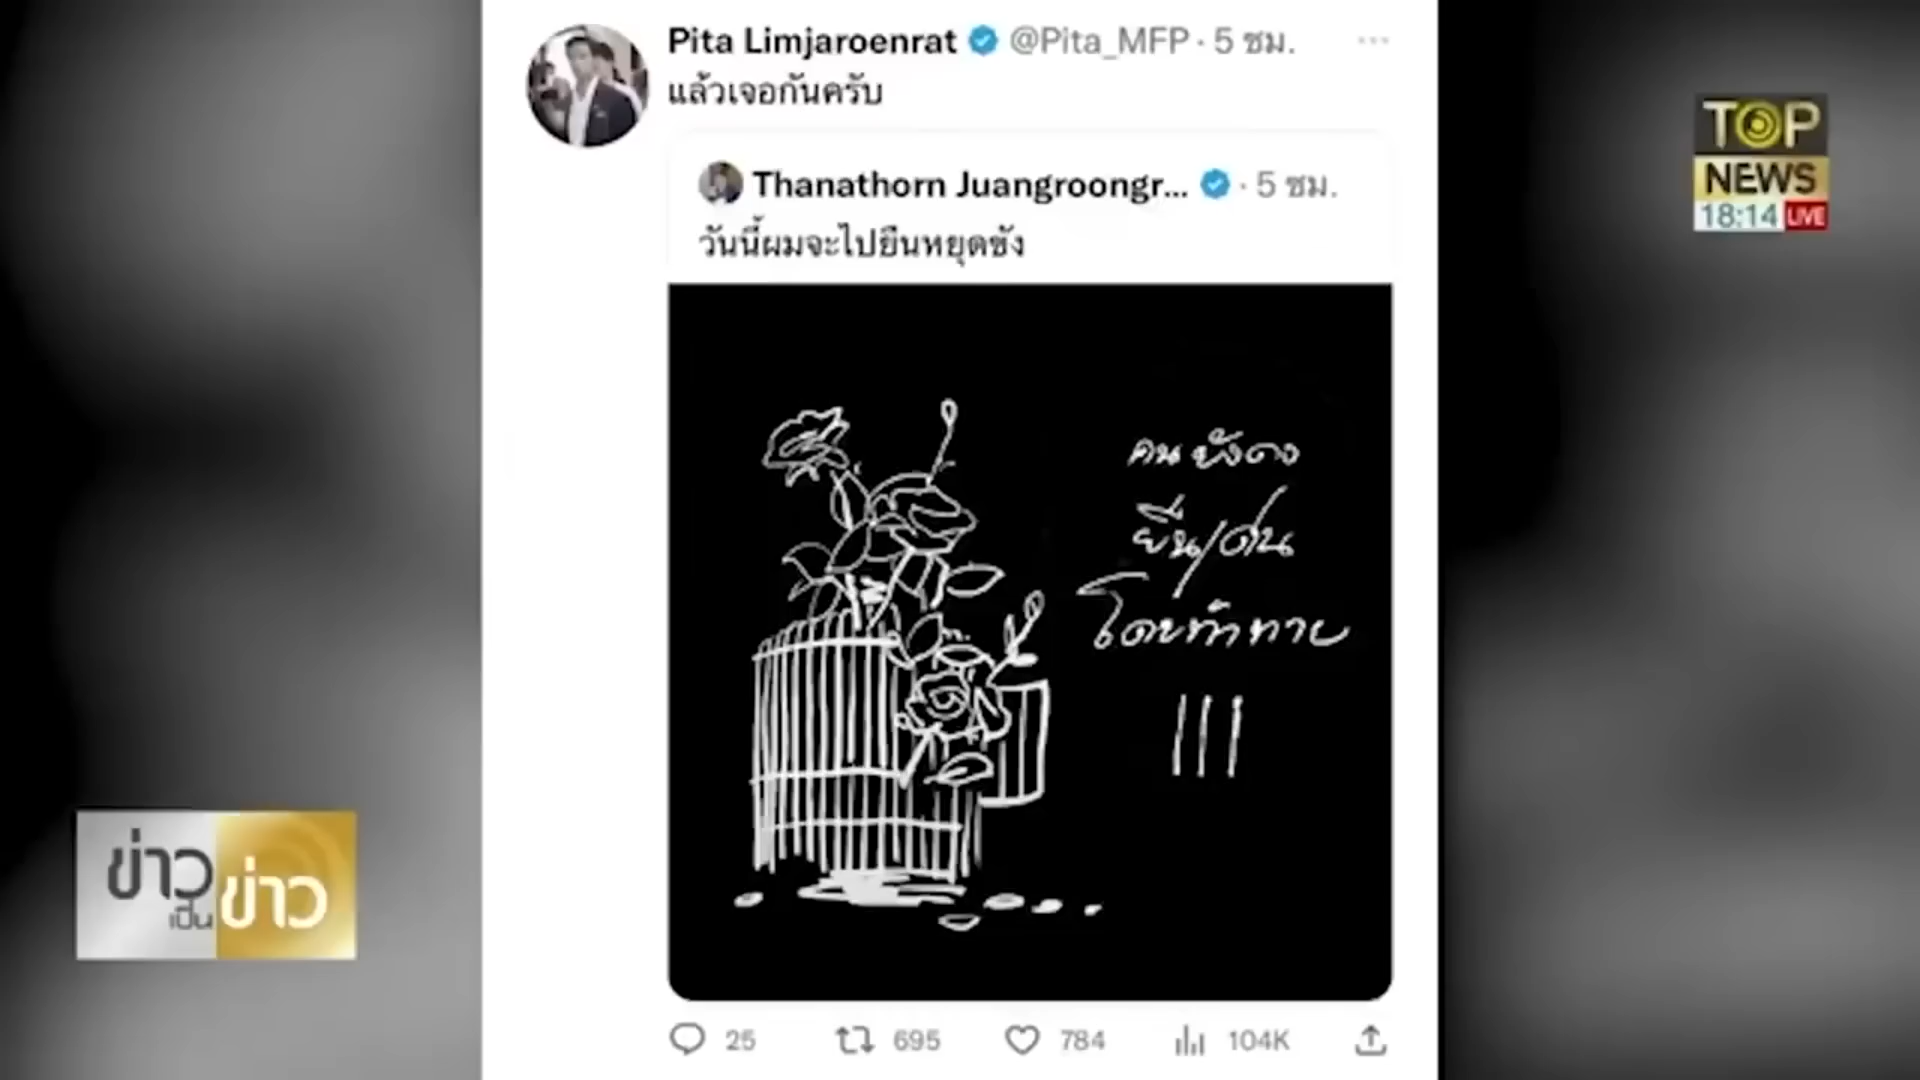 Pita Limjaroenrat @Pita_MFP · 5 ชม.
แล้วเจอกันครับ
Thanathorn Juangroongr... · 5 ชม.
วันนี้ผมจะไปยืนหยุดขัง
คนยังคง
ยืนเด่น
โดยท้าทาย
25 695 784 104K
TOP
NEWS
18:14 LIVE
ข่าว
เป็น
ข่าว